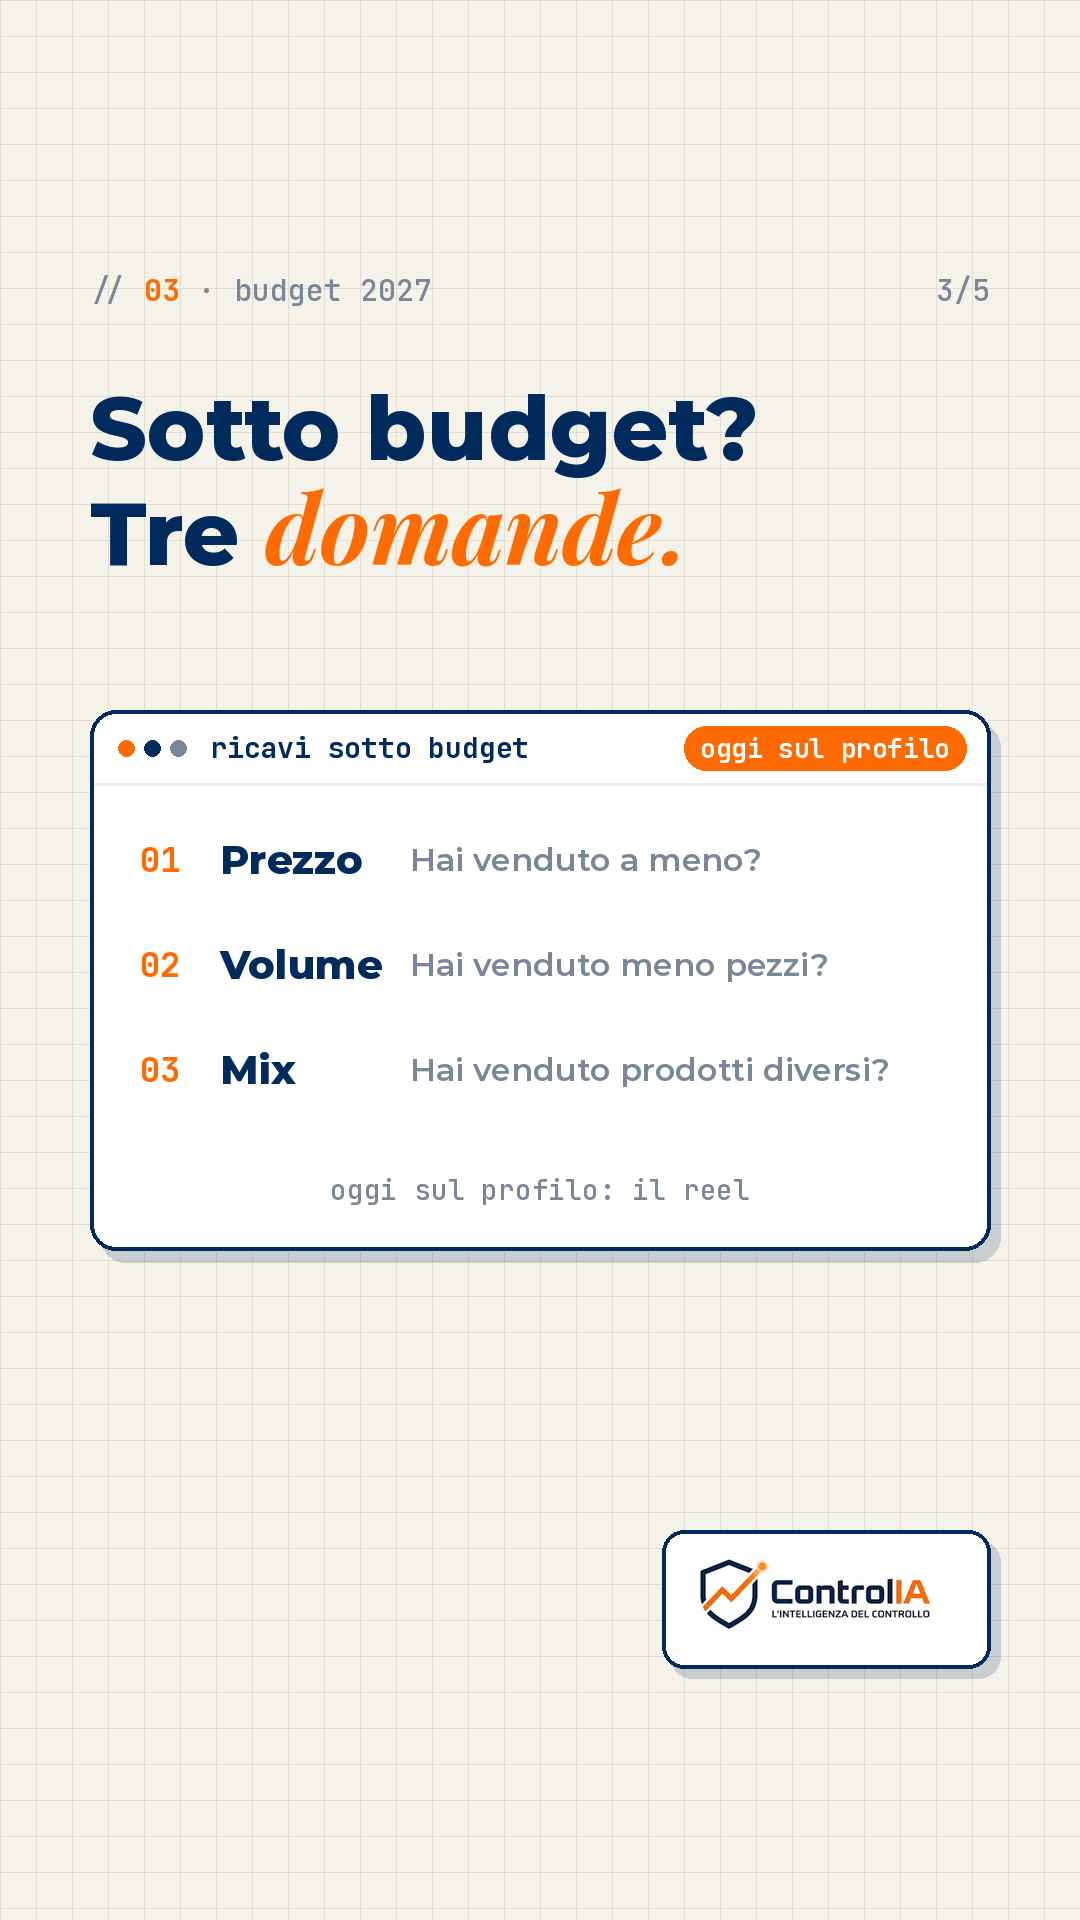 // 03 · budget 2027
3/5
Sotto budget?
Tre domande.
ricavi sotto budget
oggi sul profilo
01 Prezzo Hai venduto a meno?
02 Volume Hai venduto meno pezzi?
03 Mix Hai venduto prodotti diversi?
oggi sul profilo: il reel
ControlIA
L'INTELLIGENZA DEL CONTROLLO